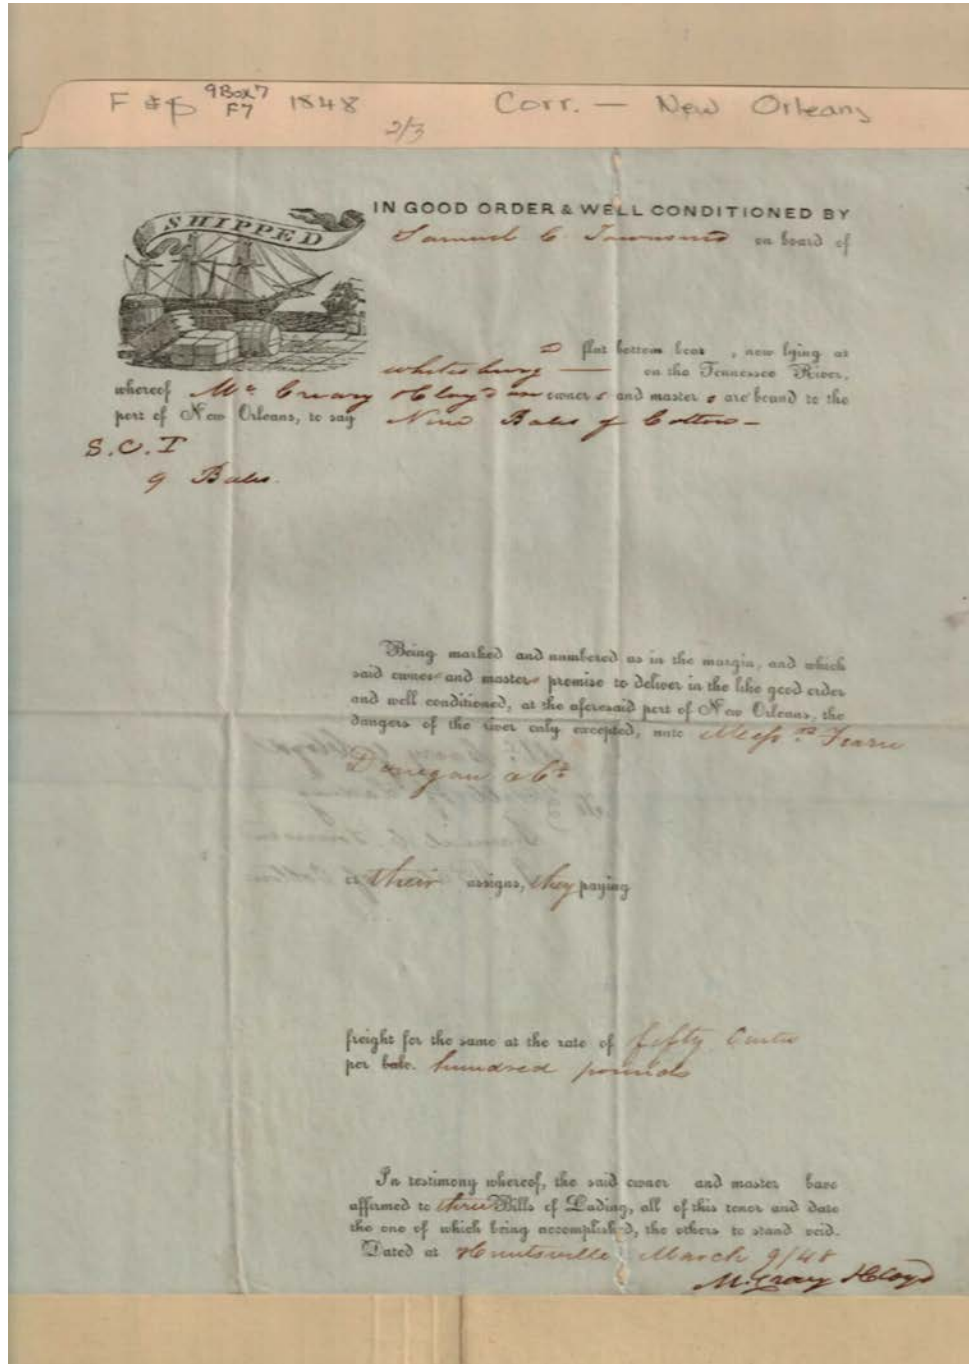 F #9 9Box7 F7 1848 Corr. — New Orleans
2/3
SHIPPED
IN GOOD ORDER & WELL CONDITIONED BY
Samuel C Townsend on board of
flat bottom boat , now lying at
whitesburg — on the Tennessee River,
whereof McCreary & Cloyd are owners and masters are bound to the
port of New Orleans, to say Nine Bales of Cotton –
S.C.T
9 Bales.
Being marked and numbered as in the margin, and which
said owner and master promise to deliver in the like good order
and well conditioned, at the aforesaid port of New Orleans, the
dangers of the river only excepted, unto Messrs Fearn
Donegan & Co
or their assigns, they paying
freight for the same at the rate of fifty Cents
per bale. hundred pounds
In testimony whereof, the said owner and master have
affirmed to three Bills of Lading, all of this tenor and date
the one of which being accomplished, the others to stand void.
Dated at Huntsville March 9/48
McCreary & Cloyd